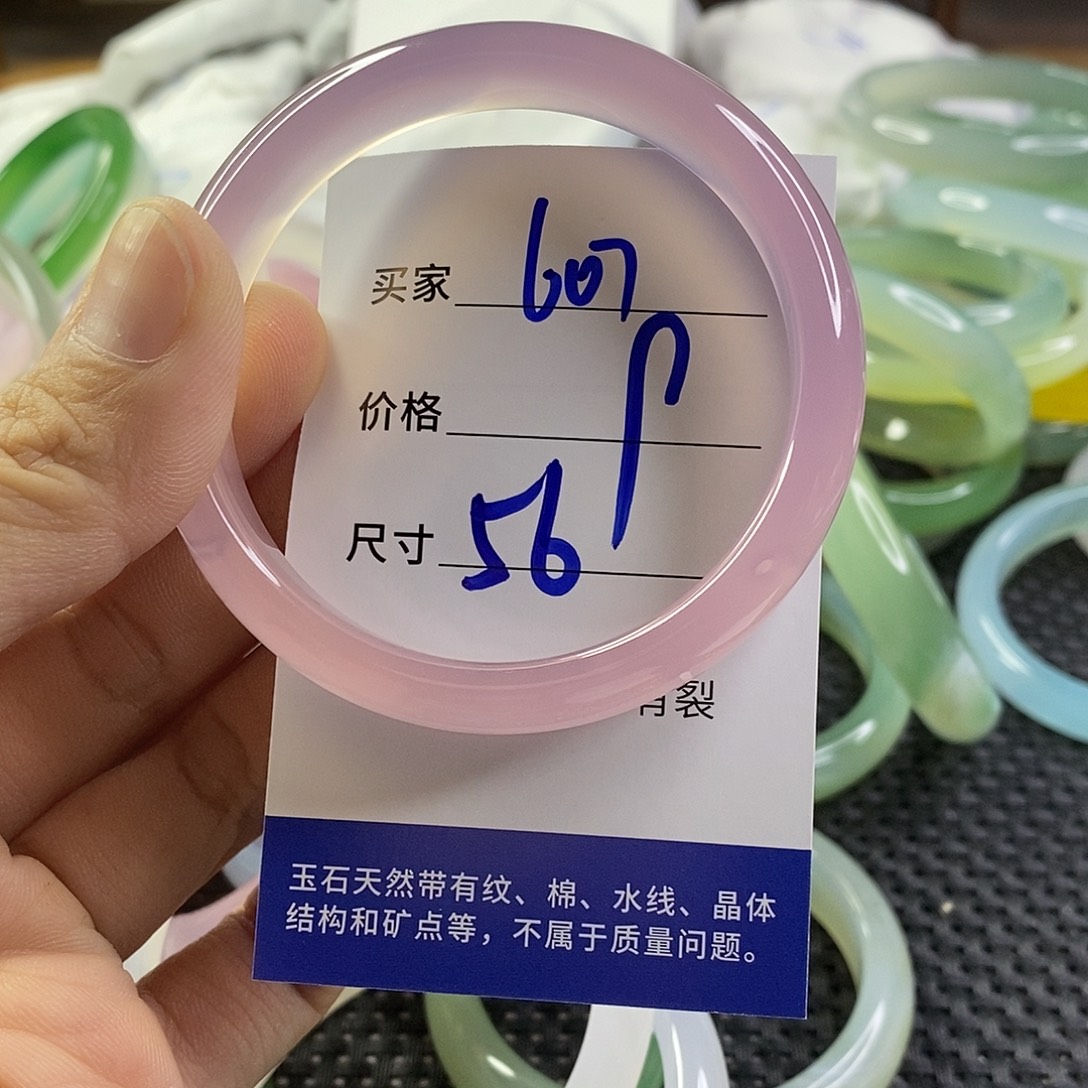 买家 607
价格
尺寸 56
裂
玉石天然带有纹、棉、水线、晶体
结构和矿点等，不属于质量问题。